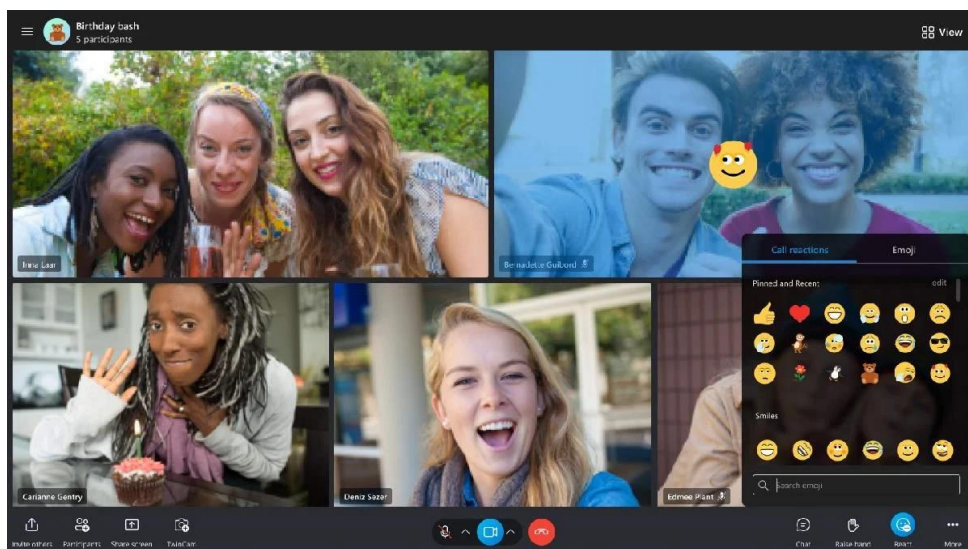 Birthday bash
5 participants
View
Inna Laar
Bernadette Guibord
Call reactions
Emoji
Pinned and Recent
edit
Smiles
Carianne Gentry
Deniz Sezer
Edmee Plant
Search emoji
Invite others
Participants
Share screen
TwinCam
Chat
Raise hand
React
More